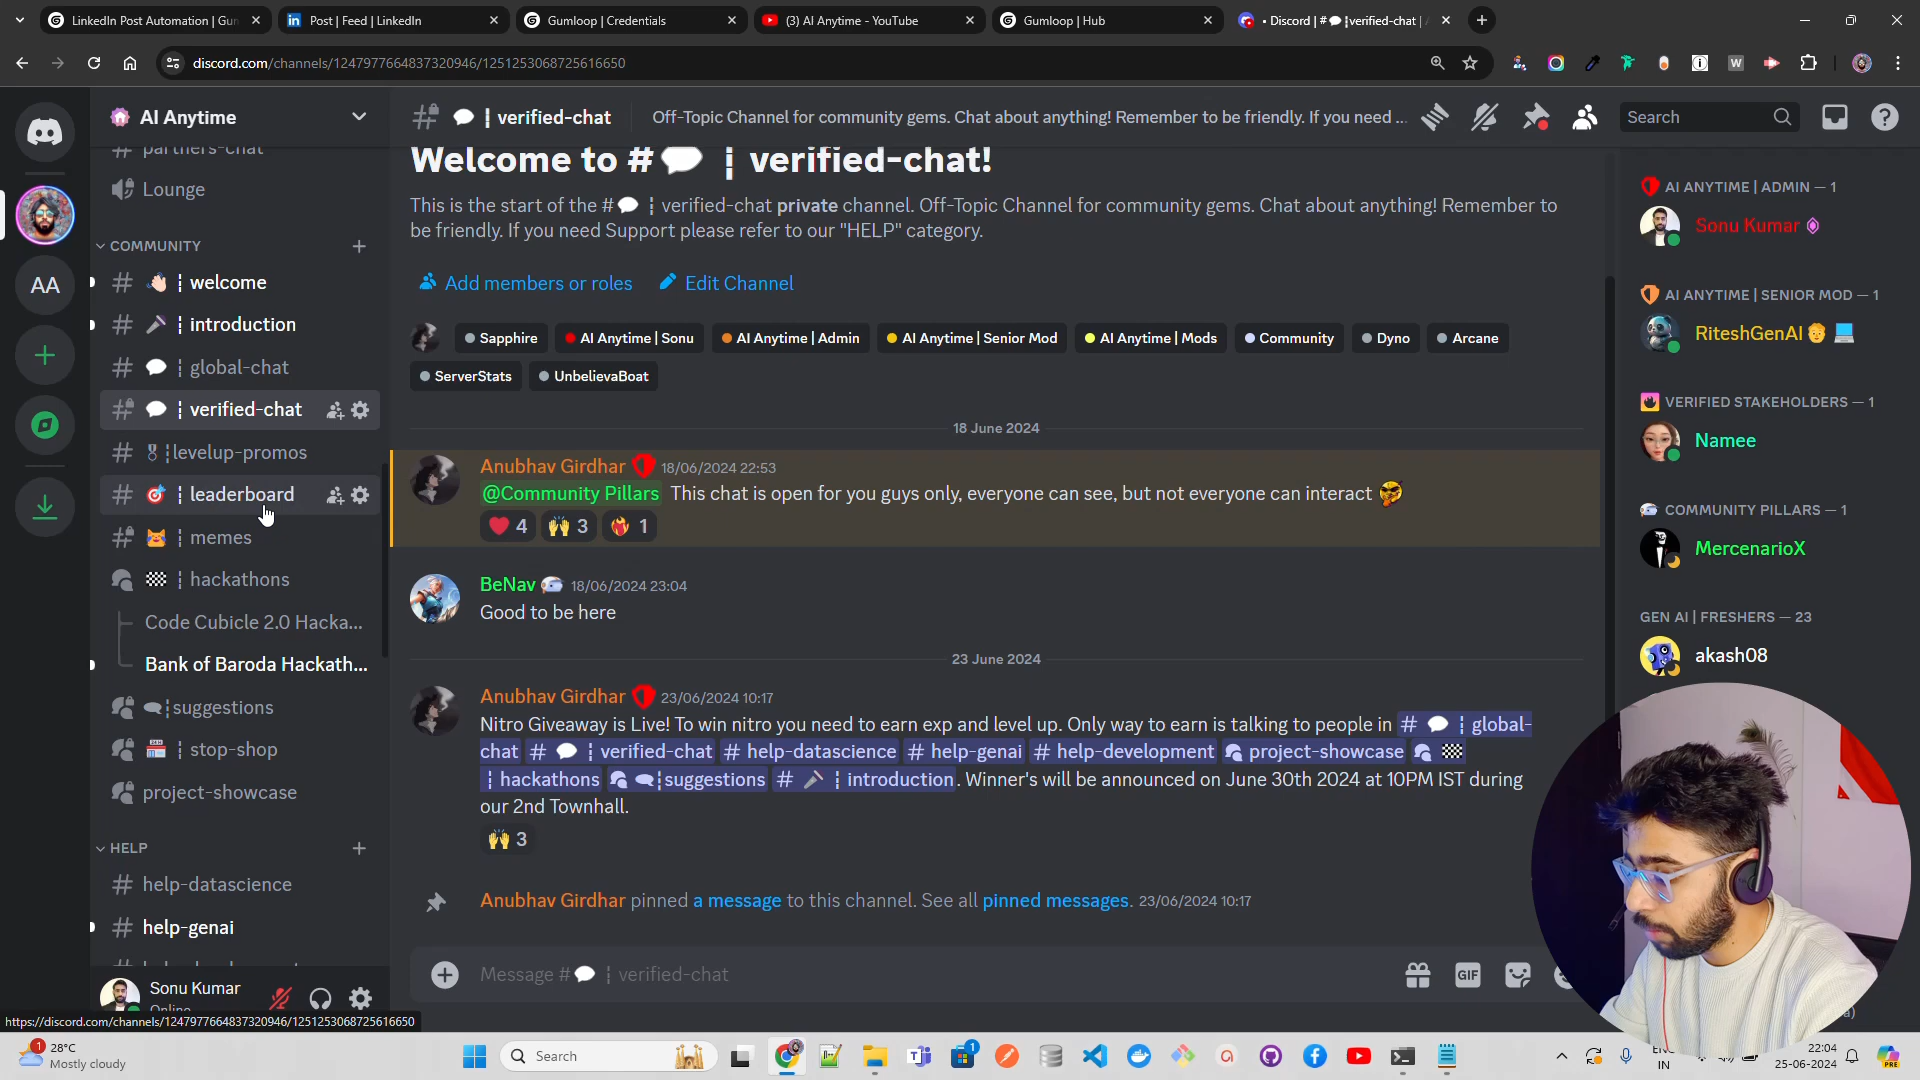 LinkedIn Post Automation | Gum
Post | Feed | LinkedIn
Gumloop | Credentials
(3) AI Anytime - YouTube
Gumloop | Hub
• Discord | # 💬 ¦ verified-chat |
discord.com/channels/1247977664837320946/1251253068725616650
AI Anytime
# 💬 ¦ verified-chat
Off-Topic Channel for community gems. Chat about anything! Remember to be friendly. If you need ...
Search
partners-chat
Lounge
COMMUNITY
👋🏻 ¦ welcome
🎤 ¦ introduction
💬 ¦ global-chat
💬 ¦ verified-chat
🎖 ¦levelup-promos
🎯 ¦ leaderboard
😹 ¦ memes
🏁 ¦ hackathons
Code Cubicle 2.0 Hacka...
Bank of Baroda Hackath...
🗨¦suggestions
🏪 ¦ stop-shop
project-showcase
HELP
help-datascience
help-genai
Sonu Kumar
Online
Welcome to #💬 ¦ verified-chat!
This is the start of the #💬 ¦ verified-chat private channel. Off-Topic Channel for community gems. Chat about anything! Remember to
be friendly. If you need Support please refer to our "HELP" category.
Add members or roles
Edit Channel
Sapphire
AI Anytime | Sonu
AI Anytime | Admin
AI Anytime | Senior Mod
AI Anytime | Mods
Community
Dyno
Arcane
ServerStats
UnbelievaBoat
18 June 2024
Anubhav Girdhar 18/06/2024 22:53
@Community Pillars This chat is open for you guys only, everyone can see, but not everyone can interact
❤️ 4 🙌 3 1
BeNav 18/06/2024 23:04
Good to be here
23 June 2024
Anubhav Girdhar 23/06/2024 10:17
Nitro Giveaway is Live! To win nitro you need to earn exp and level up. Only way to earn is talking to people in # 💬 ¦ global-
chat # 💬 ¦ verified-chat # help-datascience # help-genai # help-development project-showcase 🏁
¦ hackathons 🗨¦suggestions # 🎤 ¦ introduction. Winner's will be announced on June 30th 2024 at 10PM IST during
our 2nd Townhall.
🙌 3
Anubhav Girdhar pinned a message to this channel. See all pinned messages. 23/06/2024 10:17
Message #💬 ¦ verified-chat
GIF
AI ANYTIME | ADMIN — 1
Sonu Kumar
AI ANYTIME | SENIOR MOD — 1
RiteshGenAI
VERIFIED STAKEHOLDERS — 1
Namee
COMMUNITY PILLARS — 1
MercenarioX
GEN AI | FRESHERS — 23
akash08
AA
https://discord.com/channels/1247977664837320946/1251253068725616650
1
28°C
Mostly cloudy
Search
1
ENG
IN
22:04
25-06-2024
PRE